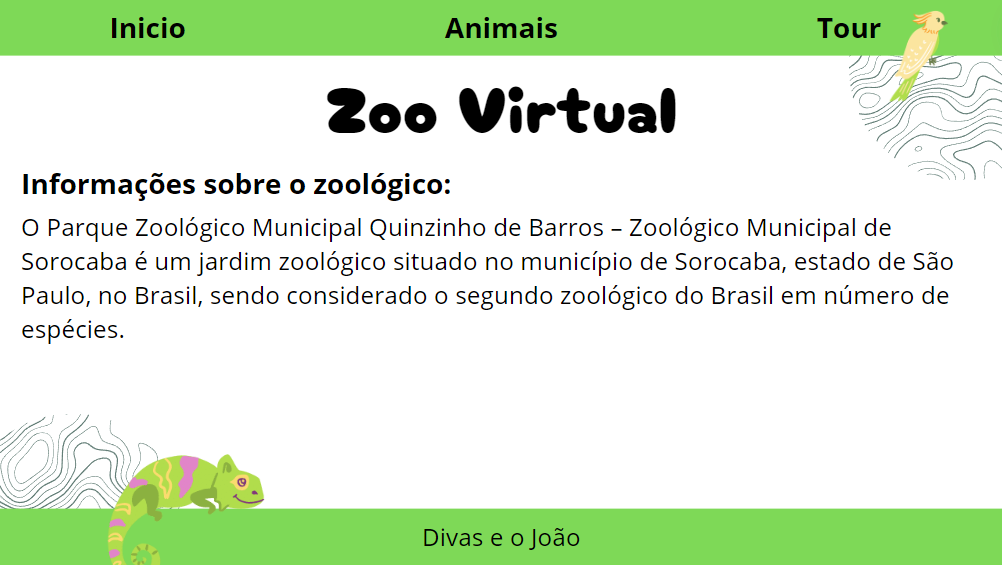 Inicio Animais Tour
Zoo Virtual
Informações sobre o zoológico:
O Parque Zoológico Municipal Quinzinho de Barros – Zoológico Municipal de
Sorocaba é um jardim zoológico situado no município de Sorocaba, estado de São
Paulo, no Brasil, sendo considerado o segundo zoológico do Brasil em número de
espécies.
Divas e o João